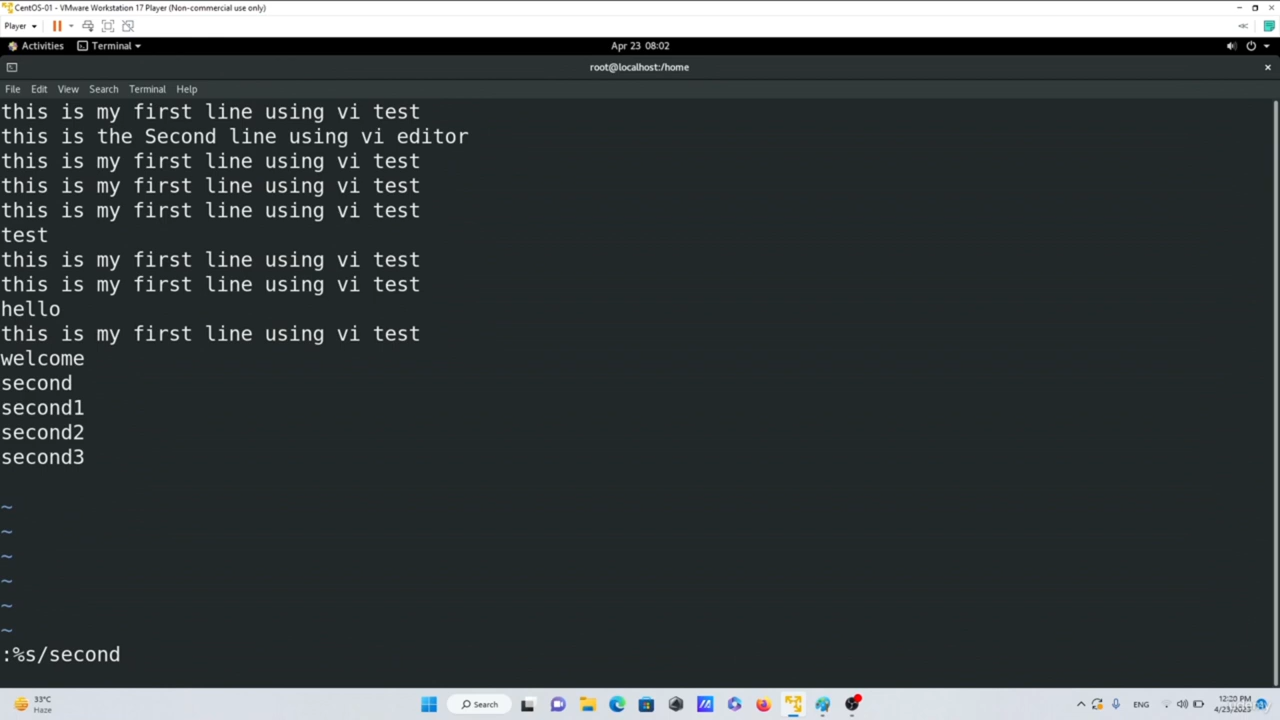 CentOS-01 - VMware Workstation 17 Player (Non-commercial use only)
Player
Activities Terminal Apr 23 08:02
root@localhost:/home
File Edit View Search Terminal Help
this is my first line using vi test
this is the Second line using vi editor
this is my first line using vi test
this is my first line using vi test
this is my first line using vi test
test
this is my first line using vi test
this is my first line using vi test
hello
this is my first line using vi test
welcome
second
second1
second2
second3
~
~
~
~
~
~
:%s/second
33°C
Haze
Search
ENG
12:20 PM